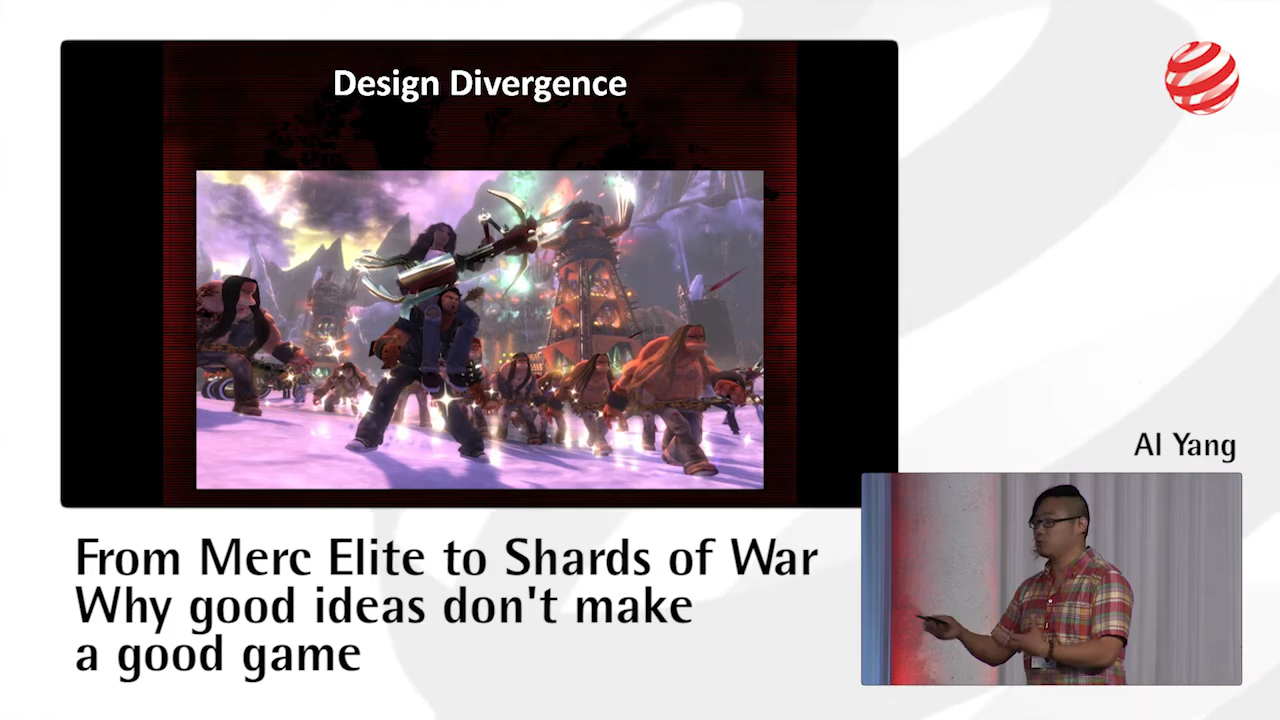 Design Divergence
Al Yang
From Merc Elite to Shards of War
Why good ideas don't make
a good game